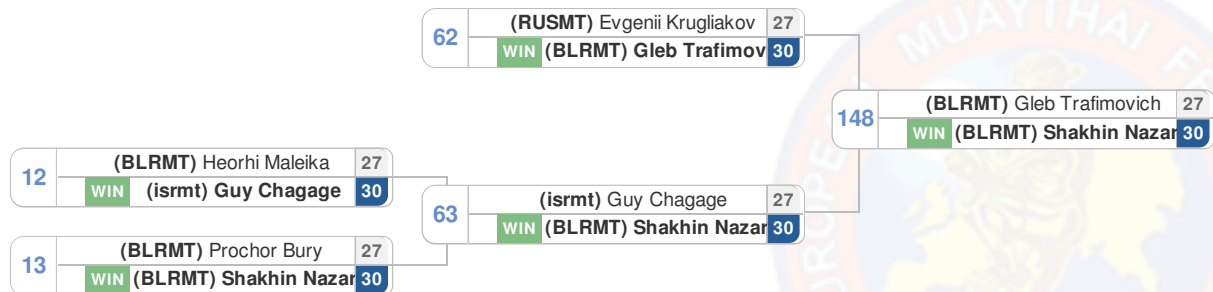 62
(RUSMT) Evgenii Krugliakov 27
WIN (BLRMT) Gleb Trafimov 30
148
(BLRMT) Gleb Trafimovich 27
WIN (BLRMT) Shakhin Nazar 30
12
(BLRMT) Heorhi Maleika 27
WIN (isrmt) Guy Chagage 30
63
(isrmt) Guy Chagage 27
WIN (BLRMT) Shakhin Nazar 30
13
(BLRMT) Prochor Bury 27
WIN (BLRMT) Shakhin Nazar 30
MUAYTHAI